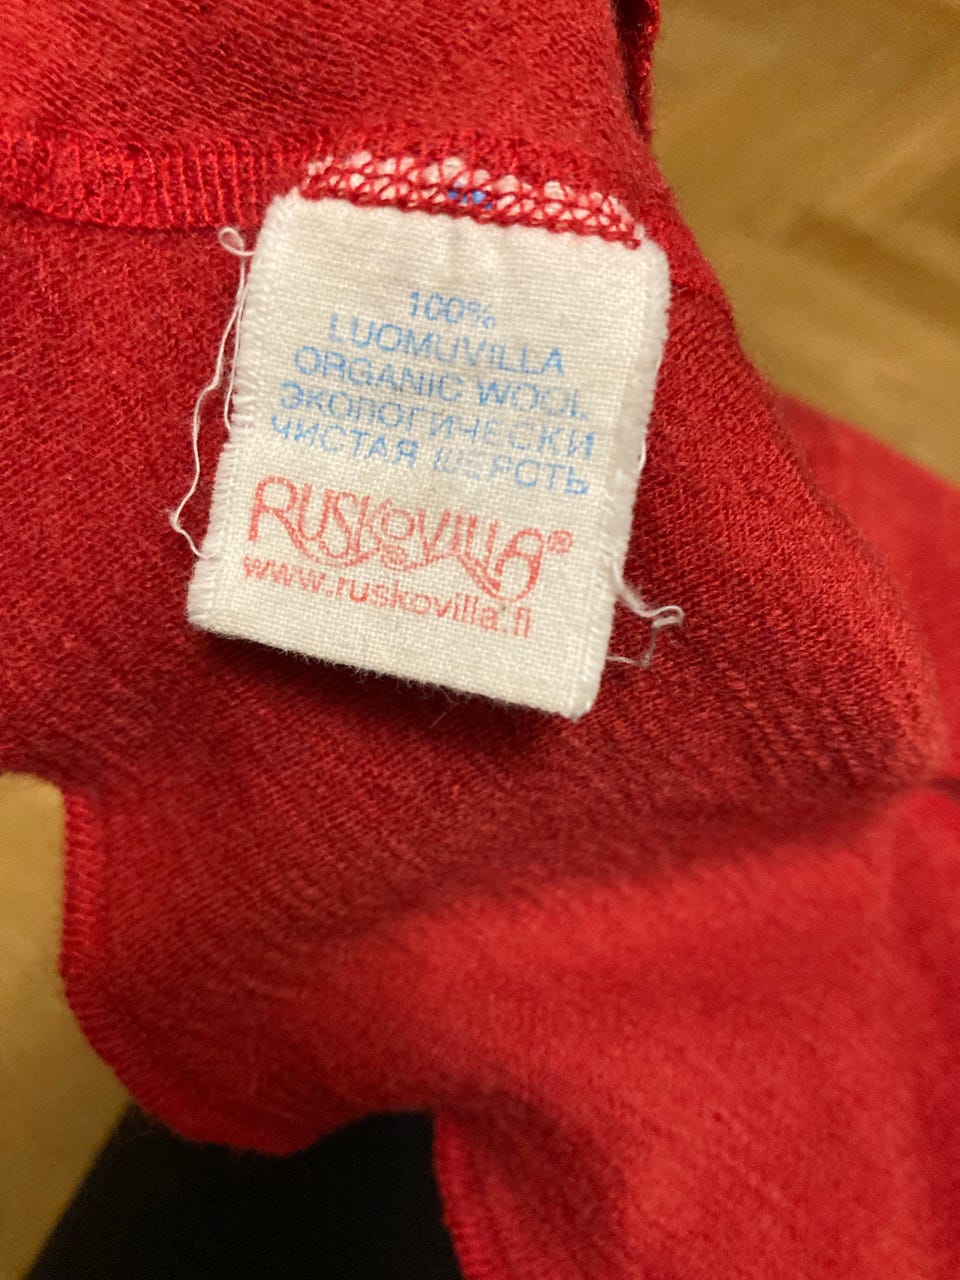 100%
LUOMUVILLA
ORGANIC WOOL
ЭКОЛОГИЧЕСКИ
ЧИСТАЯ ШЕРСТЬ
RUSKOVILLA®
www.ruskovilla.fi